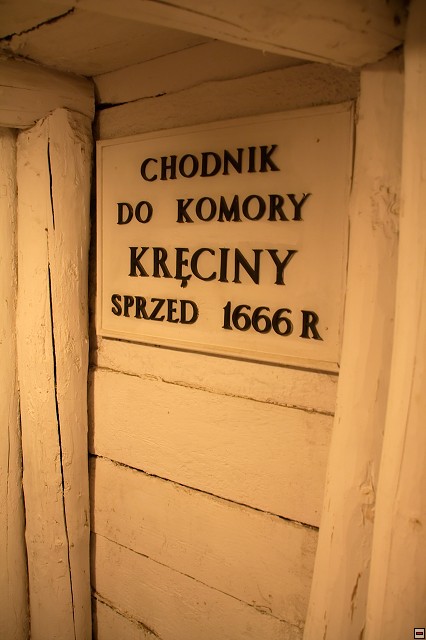 CHODNIK
DO KOMORY
KRĘCINY
SPRZED 1666 R